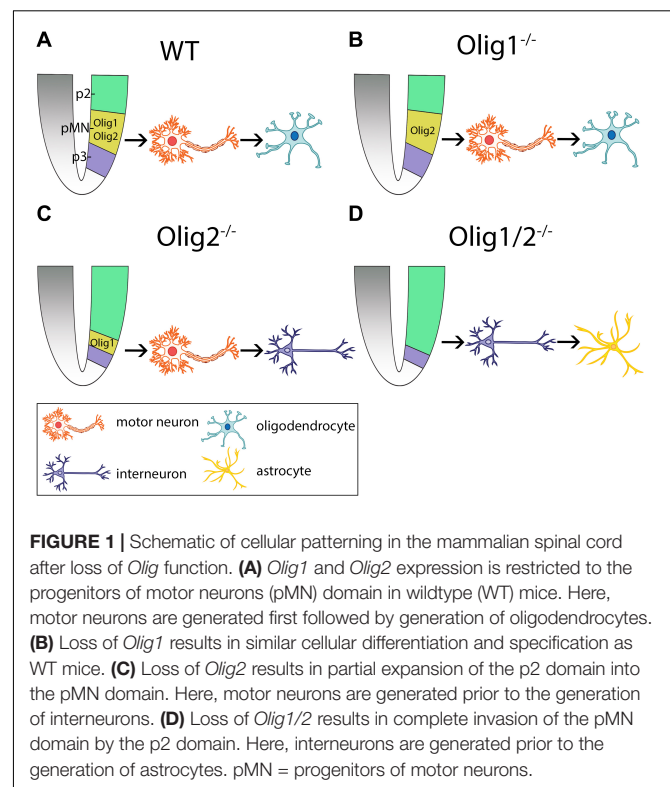 A WT
B Olig1-/-
p2
pMN
p3
Olig1
Olig2
Olig2
C Olig2-/-
D Olig1/2-/-
Olig1
motor neuron
oligodendrocyte
interneuron
astrocyte
FIGURE 1 | Schematic of cellular patterning in the mammalian spinal cord
after loss of Olig function. (A) Olig1 and Olig2 expression is restricted to the
progenitors of motor neurons (pMN) domain in wildtype (WT) mice. Here,
motor neurons are generated first followed by generation of oligodendrocytes.
(B) Loss of Olig1 results in similar cellular differentiation and specification as
WT mice. (C) Loss of Olig2 results in partial expansion of the p2 domain into
the pMN domain. Here, motor neurons are generated prior to the generation
of interneurons. (D) Loss of Olig1/2 results in complete invasion of the pMN
domain by the p2 domain. Here, interneurons are generated prior to the
generation of astrocytes. pMN = progenitors of motor neurons.